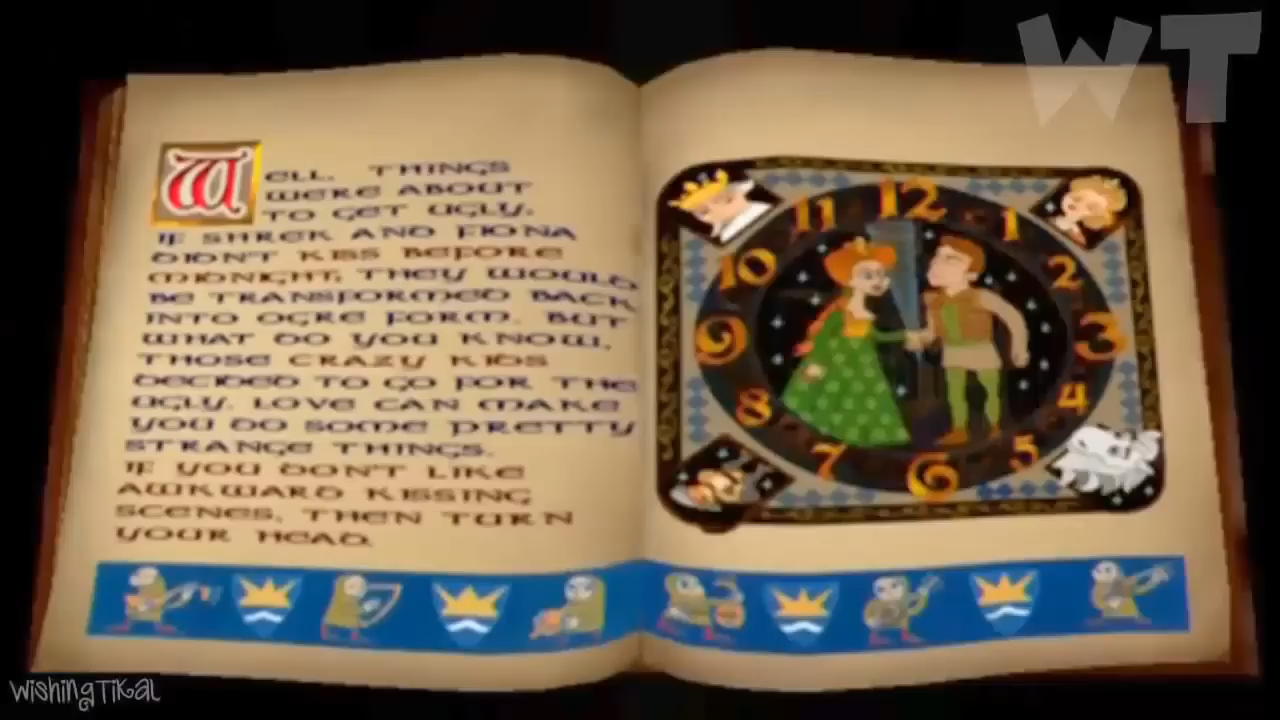 WELL, THINGS
WERE ABOUT
TO GET UGLY.
IF SHREK AND FIONA
DIDN'T KISS BEFORE
MIDNIGHT, THEY WOULD
BE TRANSFORMED BACK
INTO OGRE FORM. BUT
WHAT DO YOU KNOW,
THOSE CRAZY KIDS
DECIDED TO GO FOR THE
UGLY. LOVE CAN MAKE
YOU DO SOME PRETTY
STRANGE THINGS.
IF YOU DON'T LIKE
AWKWARD KISSING
SCENES, THEN TURN
YOUR HEAD.
12
1
2
3
4
5
6
7
8
9
10
11
WT
WishingTikal